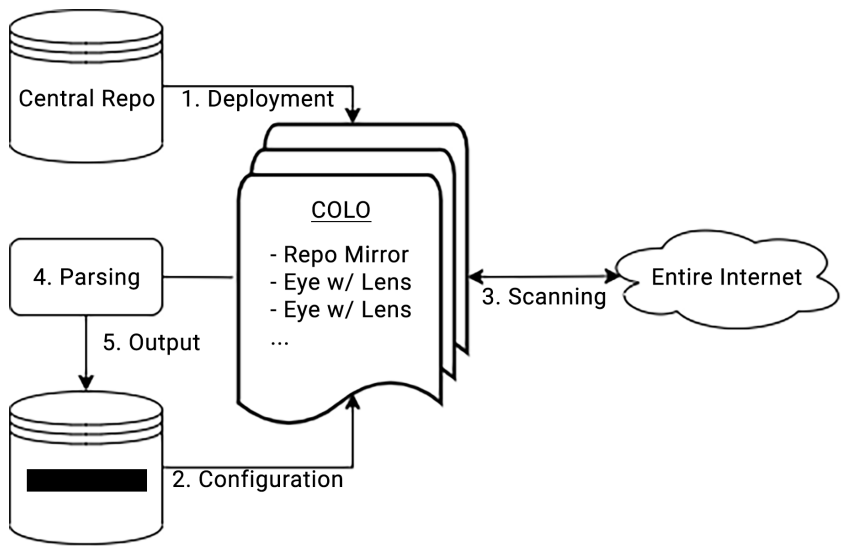 Central Repo
1. Deployment
COLO
- Repo Mirror
- Eye w/ Lens
- Eye w/ Lens
...
4. Parsing
3. Scanning
Entire Internet
5. Output
2. Configuration